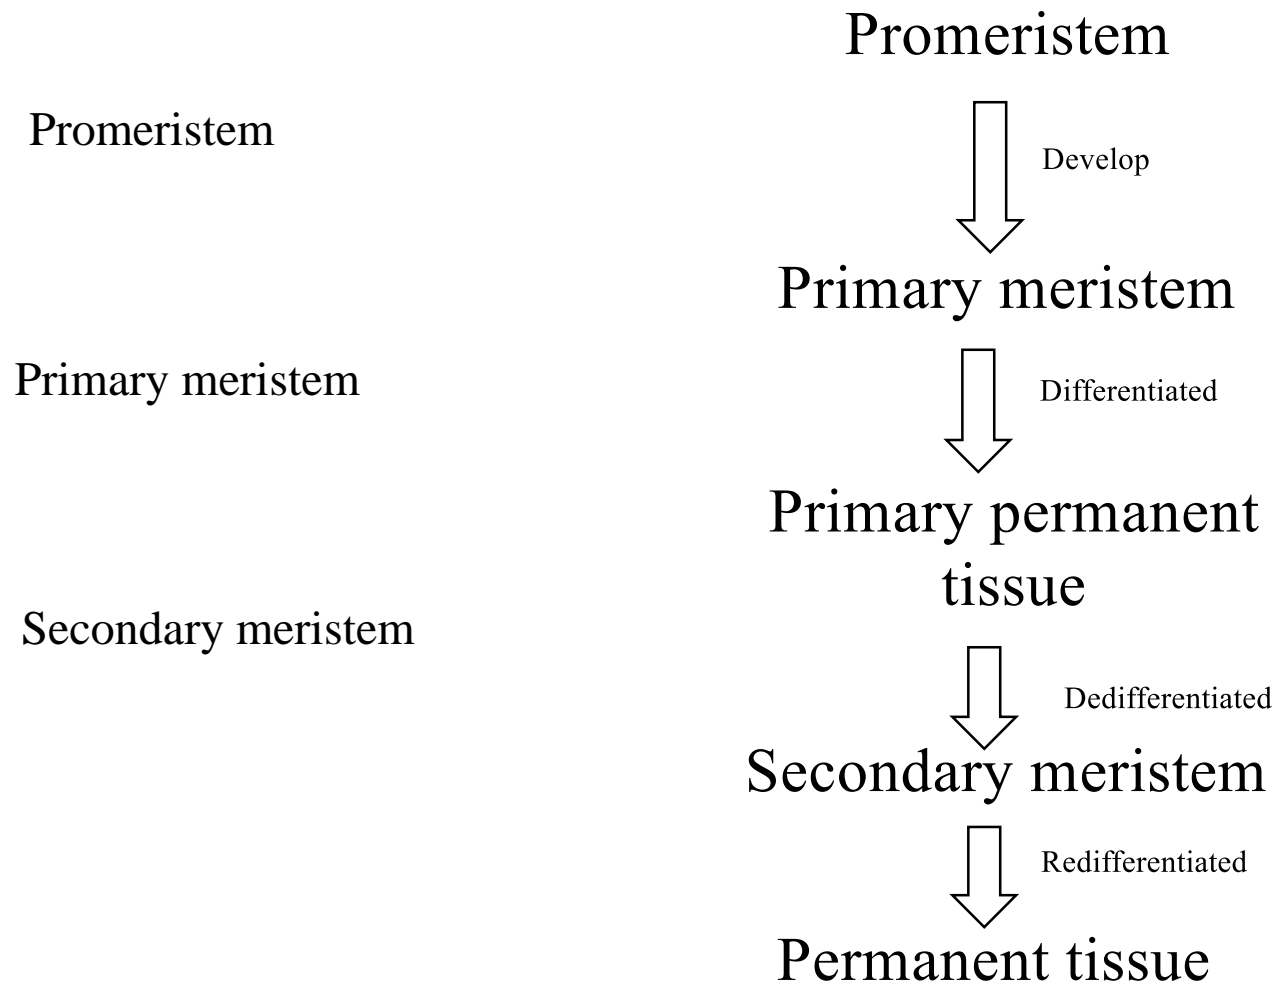 Promeristem
Primary meristem
Secondary meristem
Promeristem
Develop
Primary meristem
Differentiated
Primary permanent
tissue
Dedifferentiated
Secondary meristem
Redifferentiated
Permanent tissue